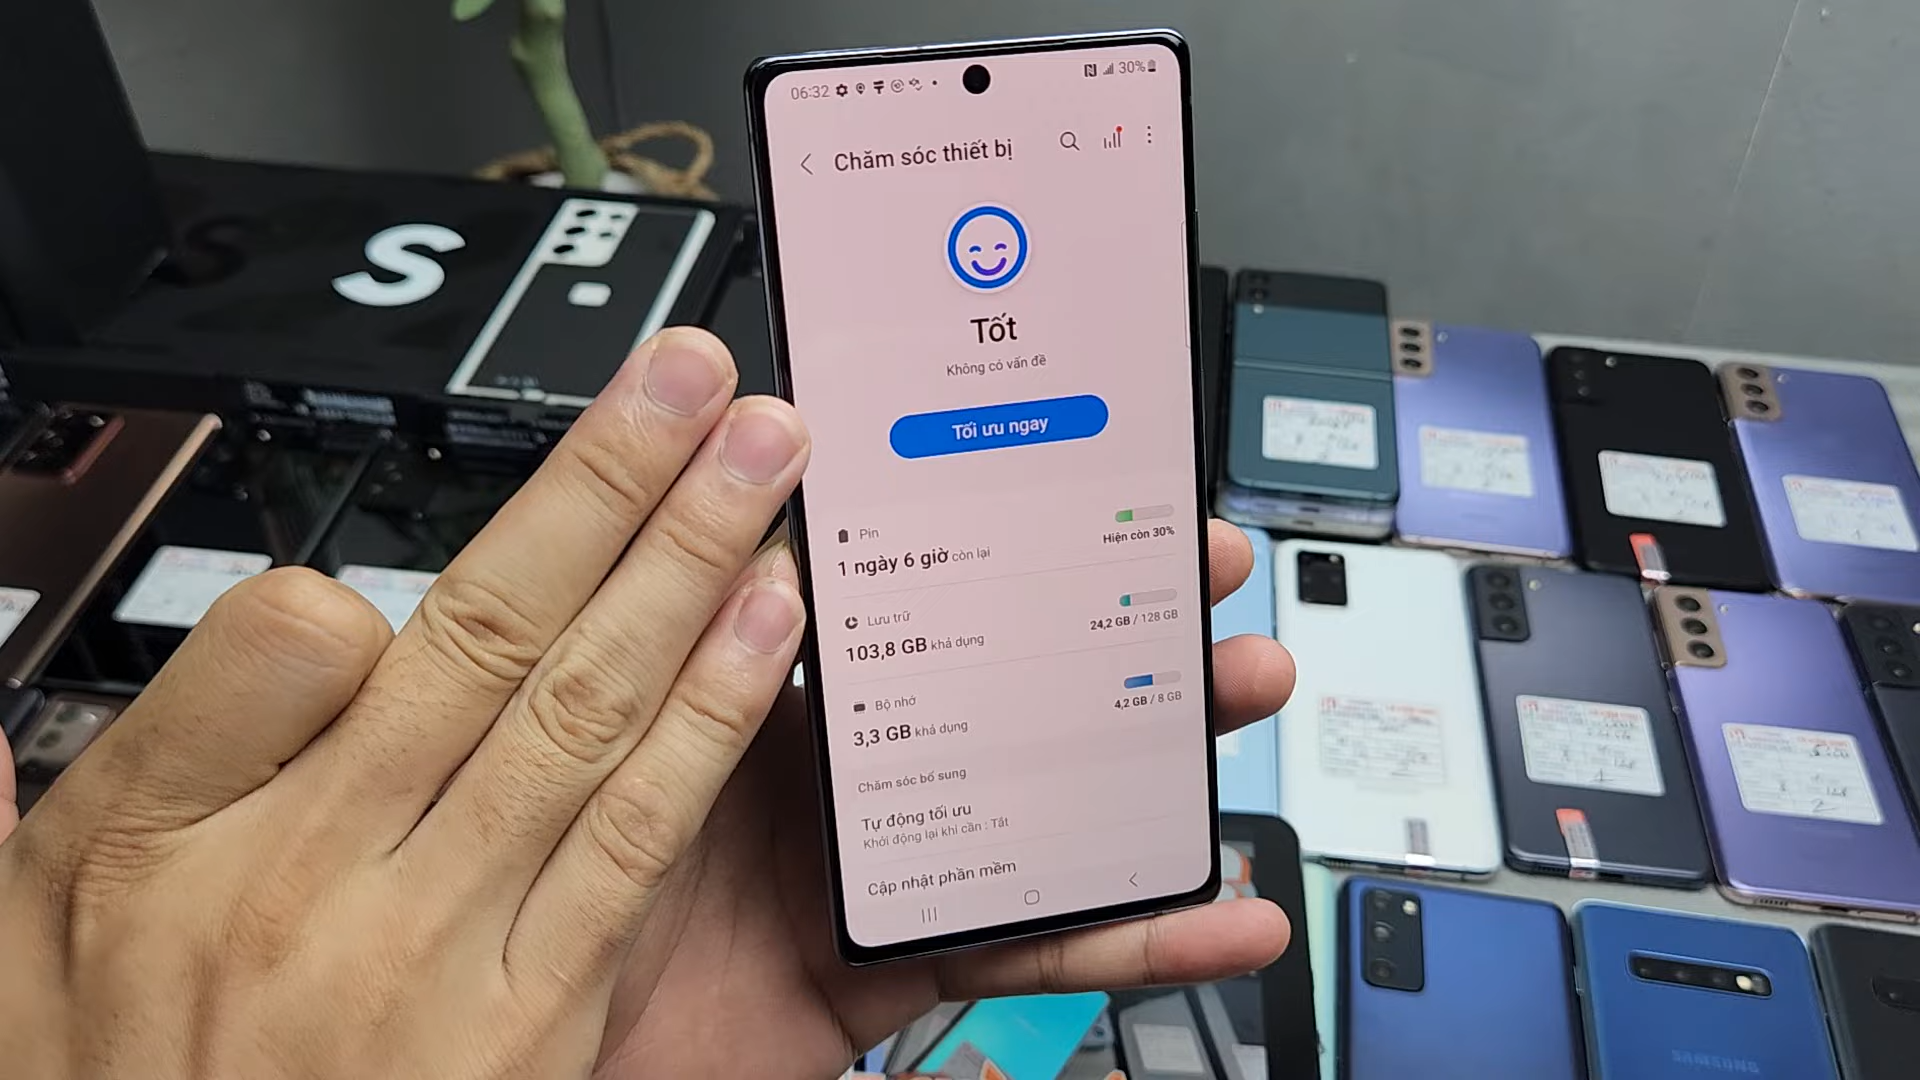 06:32
30%
Chăm sóc thiết bị
Tốt
Không có vấn đề
Tối ưu ngay
Pin
1 ngày 6 giờ còn lại
Hiện còn 30%
Lưu trữ
103,8 GB khả dụng
24,2 GB / 128 GB
Bộ nhớ
3,3 GB khả dụng
4,2 GB / 8 GB
Chăm sóc bổ sung
Tự động tối ưu
Khởi động lại khi cần : Tắt
Cập nhật phần mềm
S
SAMSUNG